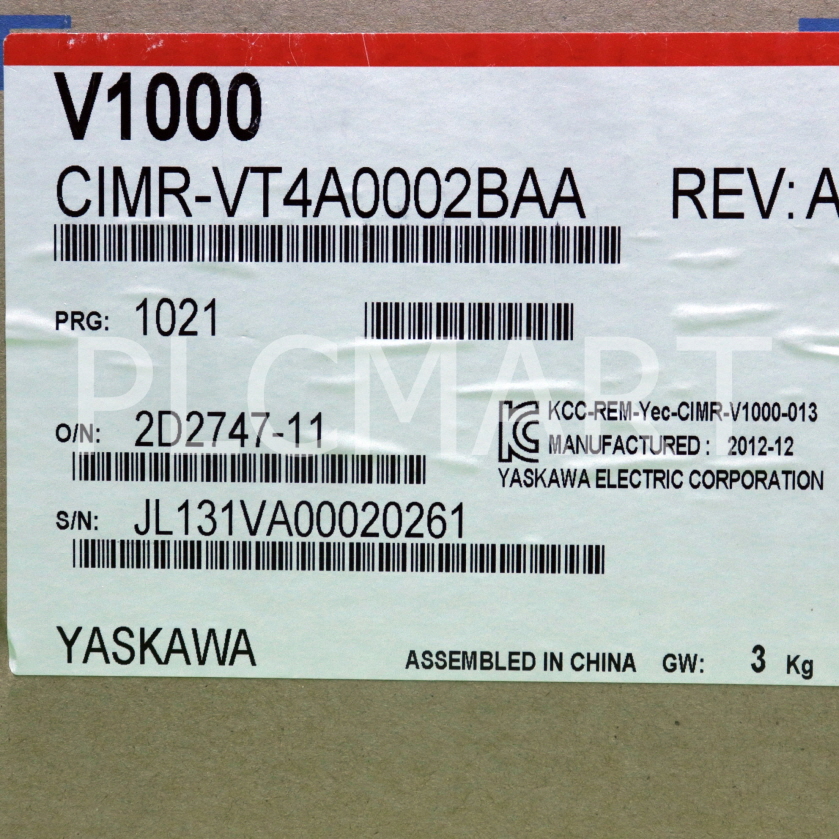 V1000
CIMR-VT4A0002BAA REV: A
PRG: 1021
PLCMART
O/N: 2D2747-11
KCC-REM-Yec-CIMR-V1000-013
MANUFACTURED : 2012-12
YASKAWA ELECTRIC CORPORATION
S/N: JL131VA00020261
YASKAWA
ASSEMBLED IN CHINA GW: 3 Kg